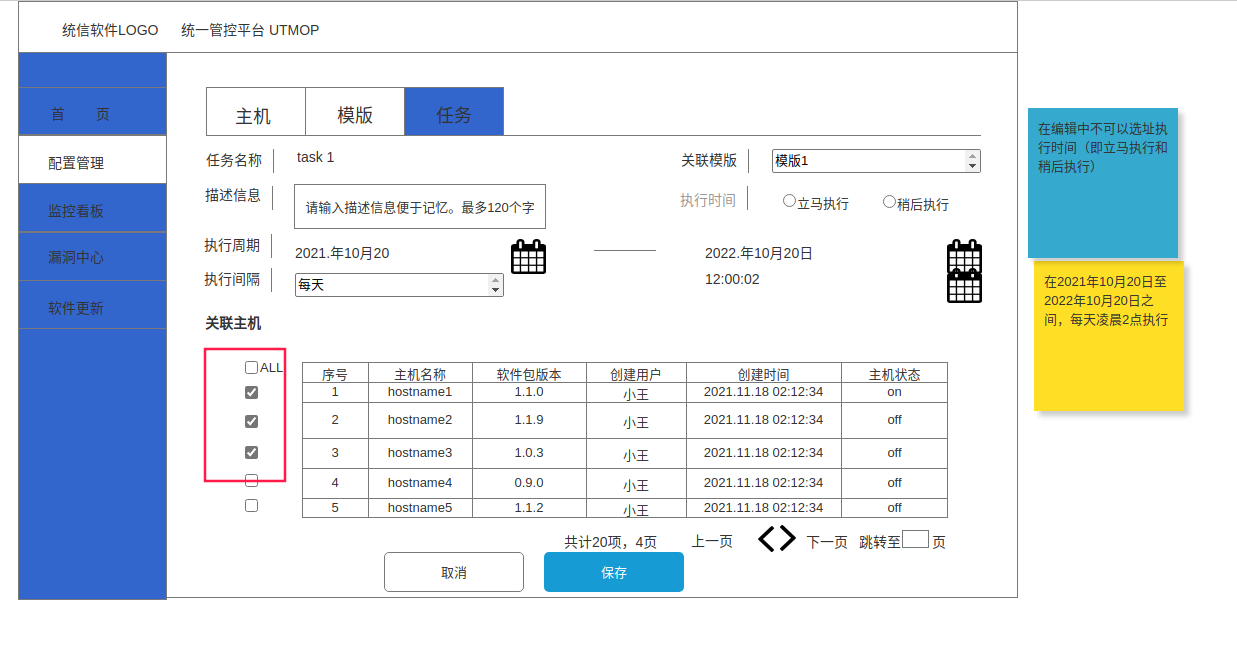 统信软件LOGO 统一管控平台 UTMOP
首 页
配置管理
监控看板
漏洞中心
软件更新
主机 模版 任务
任务名称 task 1 关联模版 模版1
描述信息 请输入描述信息便于记忆。最多120个字 执行时间 立马执行 稍后执行
执行周期 2021.年10月20 2022.年10月20日
执行间隔 每天 12:00:02
关联主机
ALL 序号 主机名称 软件包版本 创建用户 创建时间 主机状态
1 hostname1 1.1.0 小王 2021.11.18 02:12:34 on
2 hostname2 1.1.9 小王 2021.11.18 02:12:34 off
3 hostname3 1.0.3 小王 2021.11.18 02:12:34 off
4 hostname4 0.9.0 小王 2021.11.18 02:12:34 off
5 hostname5 1.1.2 小王 2021.11.18 02:12:34 off
共计20项，4页 上一页 下一页 跳转至 页
取消 保存
在编辑中不可以选址执
行时间（即立马执行和
稍后执行）
在2021年10月20日至
2022年10月20日之
间，每天凌晨2点执行